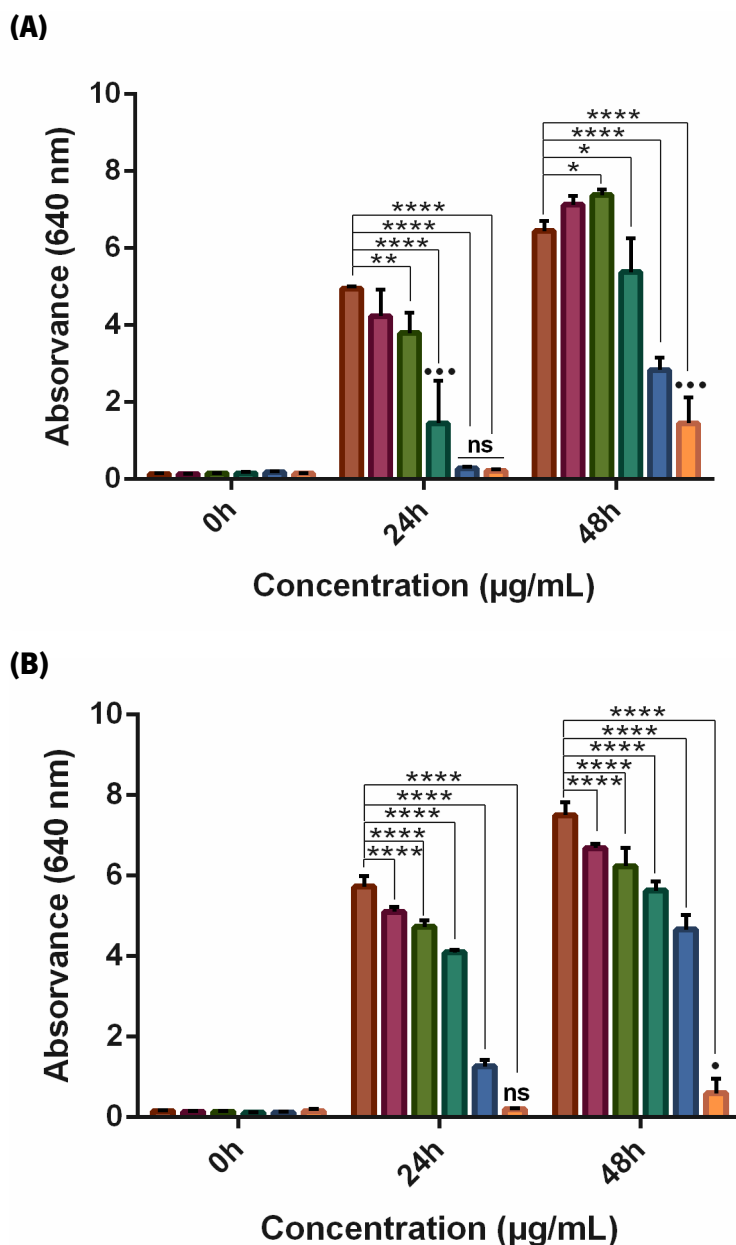 (A)
Absorvance (640 nm)
10
8
6
4
2
0
****
****
****
**
•••
ns
****
****
*
*
•••
0h
24h
48h
Concentration (µg/mL)
(B)
Absorvance (640 nm)
10
8
6
4
2
0
****
****
****
****
****
ns
****
****
****
****
****
•
0h
24h
48h
Concentration (µg/mL)